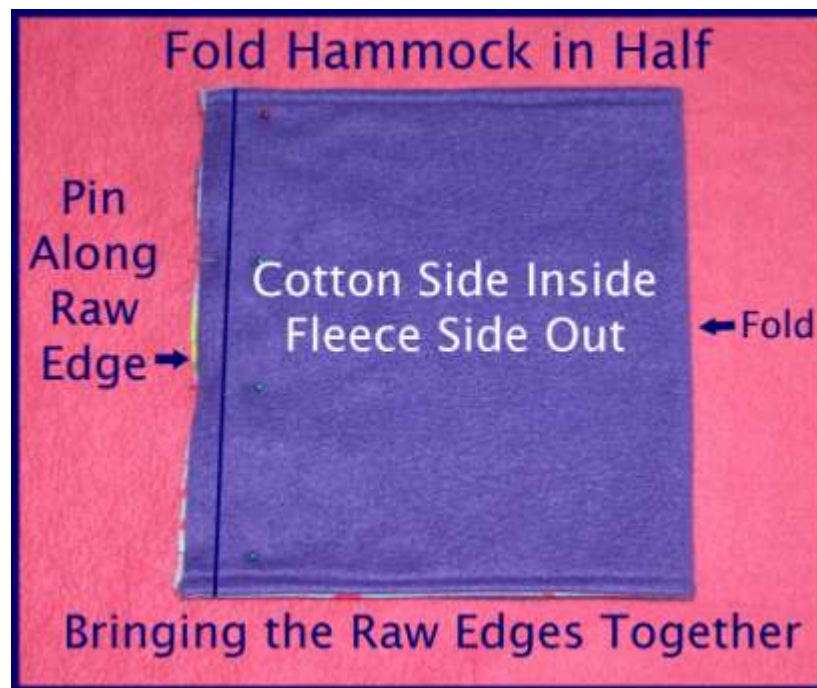 Fold Hammock in Half
Pin
Along
Raw
Edge
Cotton Side Inside
Fleece Side Out
Fold
Bringing the Raw Edges Together